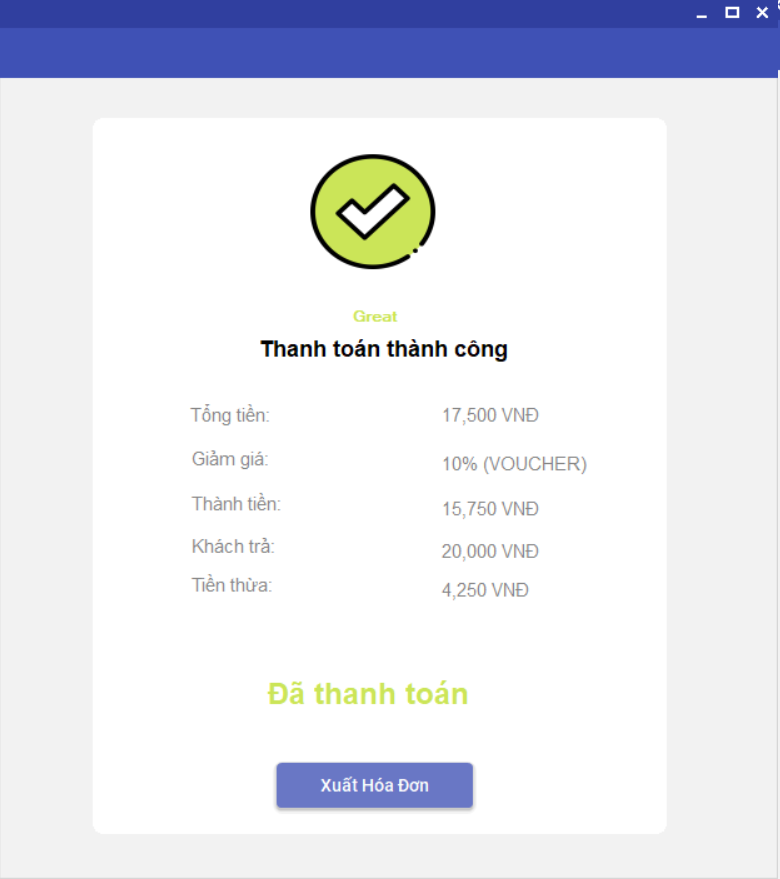 Great
Thanh toán thành công
Tổng tiền: 17,500 VNĐ
Giảm giá: 10% (VOUCHER)
Thành tiền: 15,750 VNĐ
Khách trả: 20,000 VNĐ
Tiền thừa: 4,250 VNĐ
Đã thanh toán
Xuất Hóa Đơn